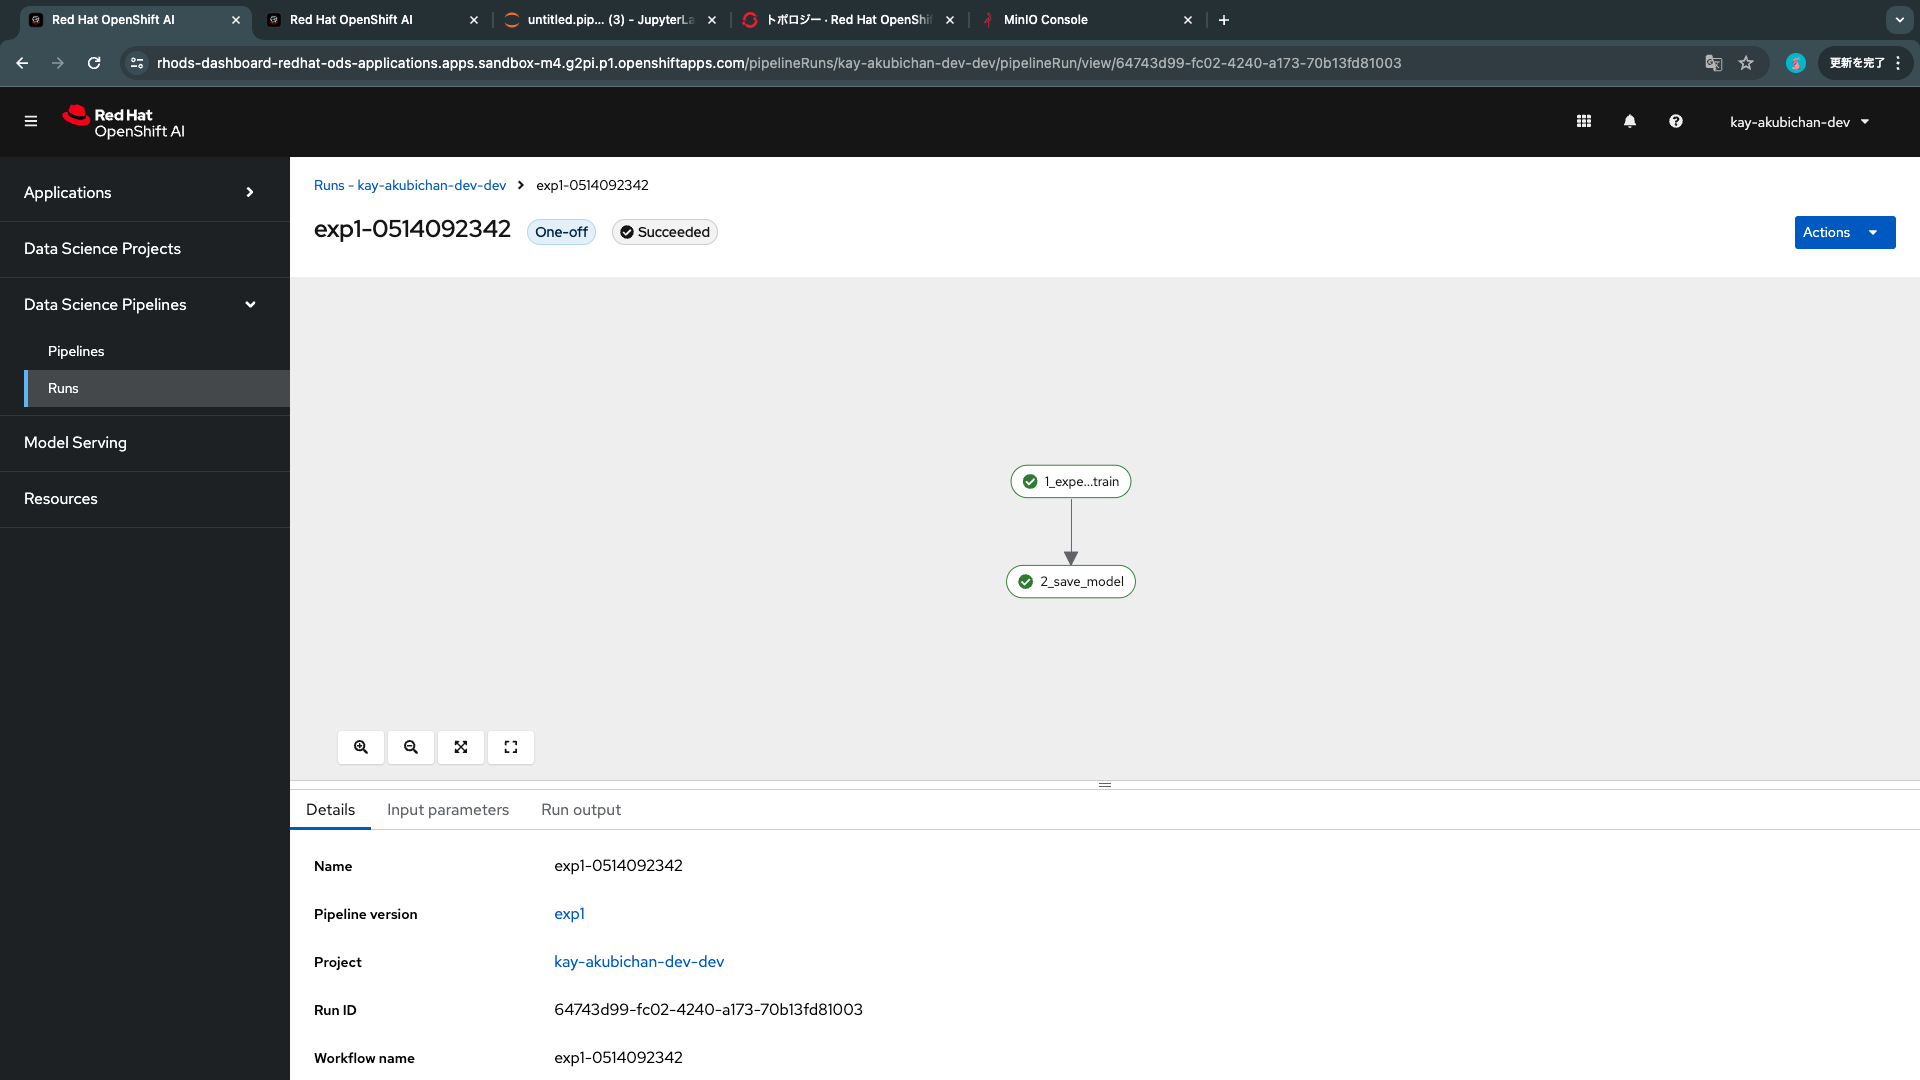 Red Hat OpenShift AI
Red Hat OpenShift AI
untitled.pip... (3) - JupyterLa
トポロジー · Red Hat OpenShif
MinIO Console
rhods-dashboard-redhat-ods-applications.apps.sandbox-m4.g2pi.p1.openshiftapps.com/pipelineRuns/kay-akubichan-dev-dev/pipelineRun/view/64743d99-fc02-4240-a173-70b13fd81003
更新を完了
Red Hat
OpenShift AI
kay-akubichan-dev
Applications
Data Science Projects
Data Science Pipelines
Pipelines
Runs
Model Serving
Resources
Runs - kay-akubichan-dev-dev
exp1-0514092342
exp1-0514092342
One-off
Succeeded
Actions
1_expe...train
2_save_model
Details
Input parameters
Run output
Name
exp1-0514092342
Pipeline version
exp1
Project
kay-akubichan-dev-dev
Run ID
64743d99-fc02-4240-a173-70b13fd81003
Workflow name
exp1-0514092342